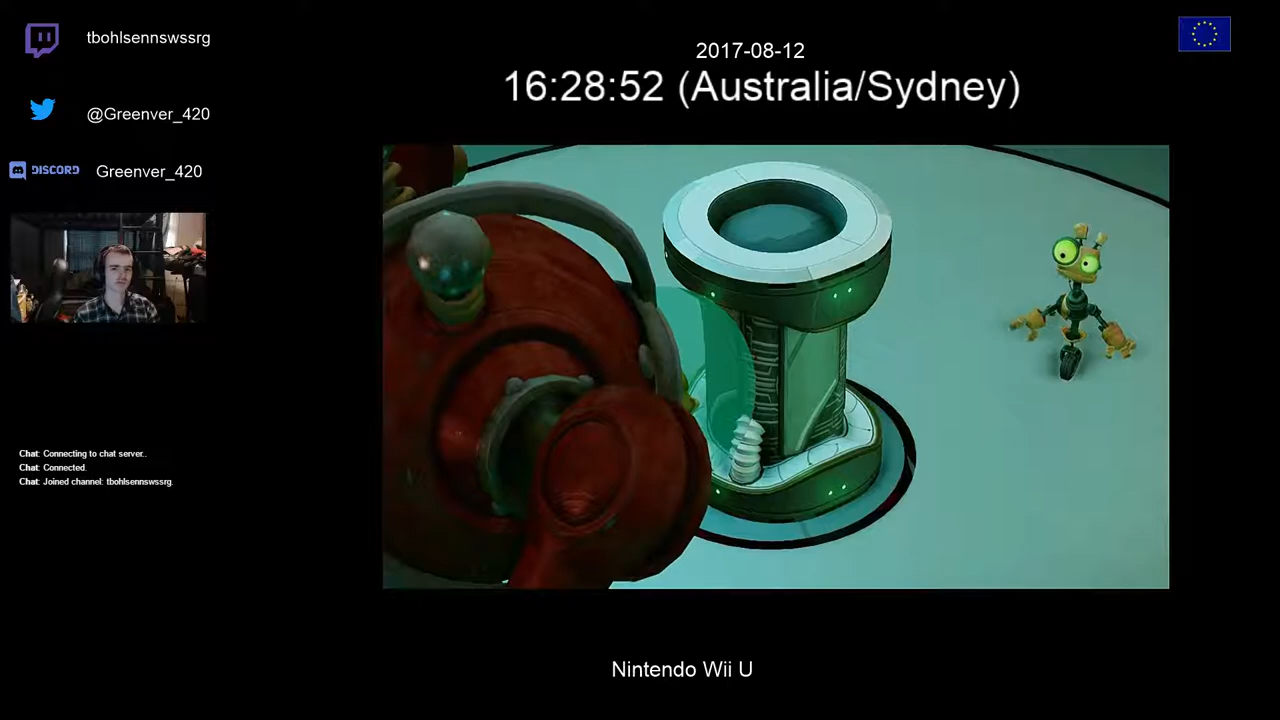 tbohlsennswssrg
@Greenver_420
DISCORD Greenver_420
2017-08-12
16:28:52 (Australia/Sydney)
Chat: Connecting to chat server..
Chat: Connected.
Chat: Joined channel: tbohlsennswssrg.
Nintendo Wii U